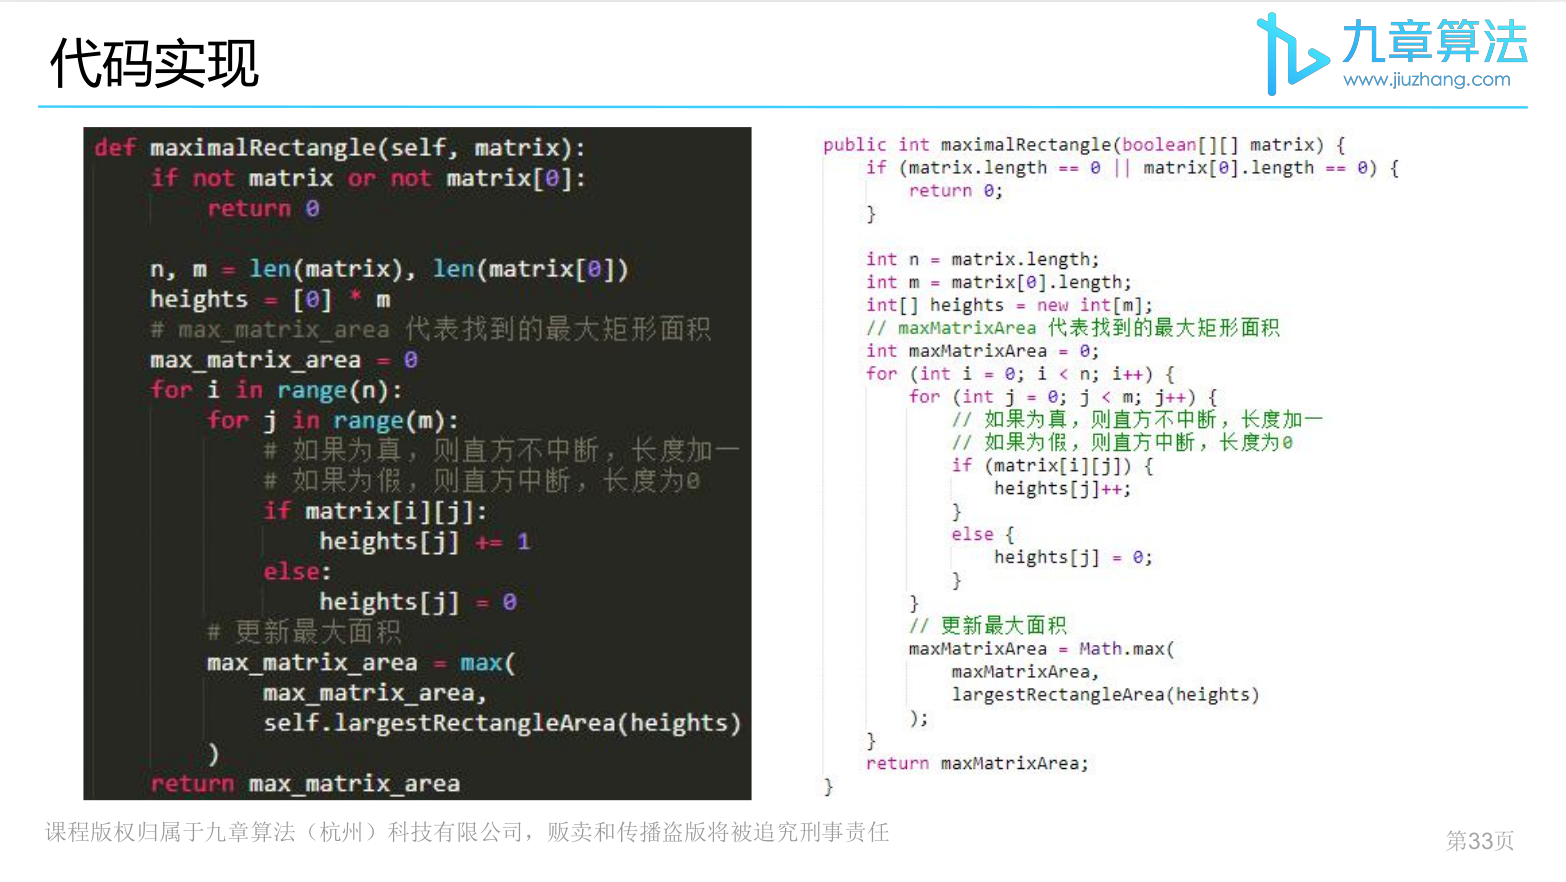 代码实现
九章算法
www.jiuzhang.com
def maximalRectangle(self, matrix):
    if not matrix or not matrix[0]:
        return 0

    n, m = len(matrix), len(matrix[0])
    heights = [0] * m
    # max_matrix_area 代表找到的最大矩形面积
    max_matrix_area = 0
    for i in range(n):
        for j in range(m):
            # 如果为真，则直方不中断，长度加一
            # 如果为假，则直方中断，长度为0
            if matrix[i][j]:
                heights[j] += 1
            else:
                heights[j] = 0
        # 更新最大面积
        max_matrix_area = max(
            max_matrix_area,
            self.largestRectangleArea(heights)
        )
    return max_matrix_area
public int maximalRectangle(boolean[][] matrix) {
    if (matrix.length == 0 || matrix[0].length == 0) {
        return 0;
    }

    int n = matrix.length;
    int m = matrix[0].length;
    int[] heights = new int[m];
    // maxMatrixArea 代表找到的最大矩形面积
    int maxMatrixArea = 0;
    for (int i = 0; i < n; i++) {
        for (int j = 0; j < m; j++) {
            // 如果为真，则直方不中断，长度加一
            // 如果为假，则直方中断，长度为0
            if (matrix[i][j]) {
                heights[j]++;
            }
            else {
                heights[j] = 0;
            }
        }
        // 更新最大面积
        maxMatrixArea = Math.max(
            maxMatrixArea,
            largestRectangleArea(heights)
        );
    }
    return maxMatrixArea;
}
课程版权归属于九章算法（杭州）科技有限公司，贩卖和传播盗版将被追究刑事责任
第33页